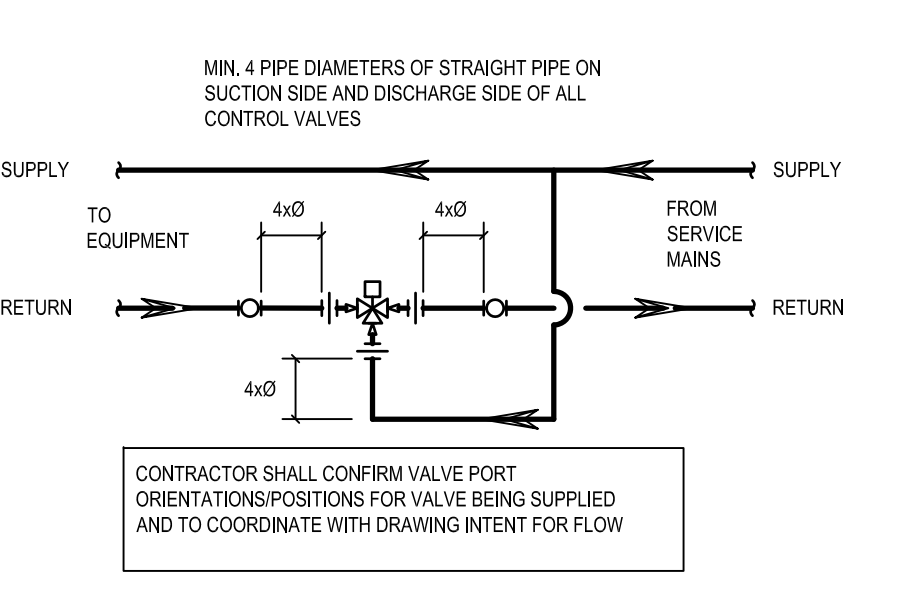 MIN. 4 PIPE DIAMETERS OF STRAIGHT PIPE ON
SUCTION SIDE AND DISCHARGE SIDE OF ALL
CONTROL VALVES
SUPPLY
SUPPLY
TO
EQUIPMENT
4xØ
4xØ
FROM
SERVICE
MAINS
RETURN
RETURN
4xØ
CONTRACTOR SHALL CONFIRM VALVE PORT
ORIENTATIONS/POSITIONS FOR VALVE BEING SUPPLIED
AND TO COORDINATE WITH DRAWING INTENT FOR FLOW